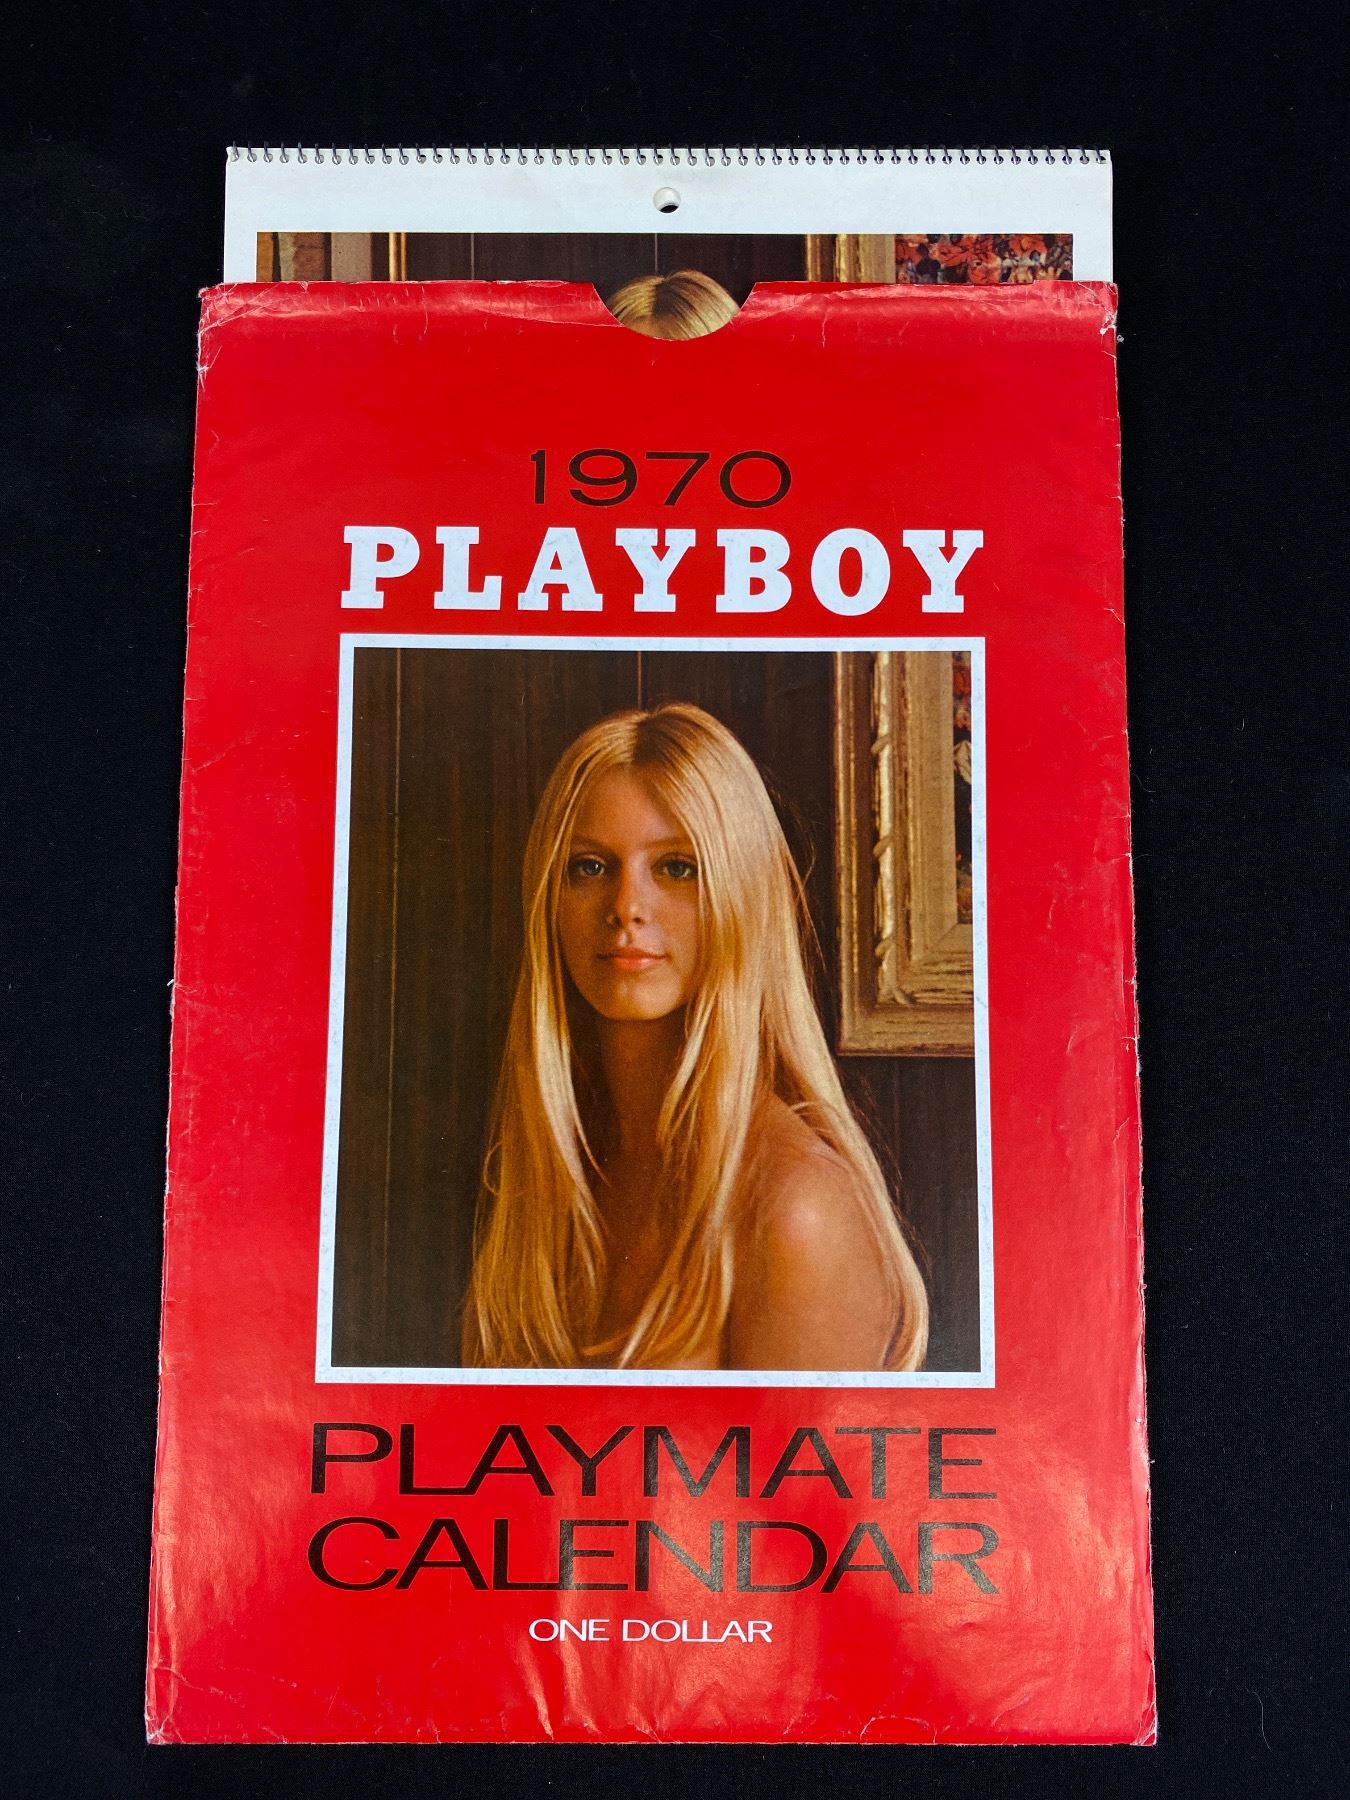 1970
PLAYBOY
PLAYMATE
CALENDAR
ONE DOLLAR